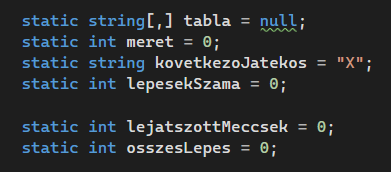 static string[,] tabla = null;
static int meret = 0;
static string kovetkezoJatekos = "X";
static int lepesekSzama = 0;
static int lejatszottMeccsek = 0;
static int osszesLepes = 0;